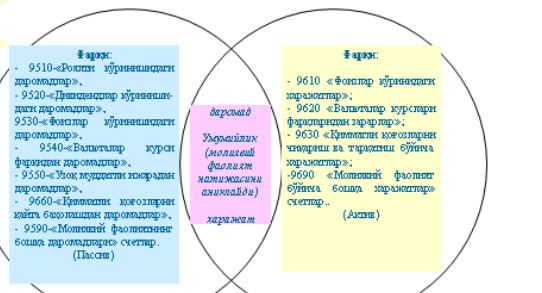 Фарқи:
- 9510-«Роялти кўринишидаги
даромадлар»,
- 9520-«Дивидендлар кўриниши-
даги даромадлар»,
9530-«Фоизлар кўринишидаги
даромадлар»,
- 9540-«Валюталар курси
фарқидан даромадлар»,
- 9550-«Узоқ муддатли ижарадан
даромадлар»,
- 9660-«Қимматли қоғозларни
қайта баҳолашдан даромадлар»,
- 9590-«Молиявий фаолиятнинг
бошқа даромадлари» счетлар.
(Пассив)
даромад
Умумийлик
(молиявий
фаолият
натижасини
аниқлайди)
харажат
Фарқи:
- 9610 «Фоизлар кўринидаги
харажатлар»;
- 9620 «Валюталар курслари
фарқларидан зарарлар»;
- 9630 «Қимматли қоғозларни
чиқариш ва тарқатиш бўйича
харажатлар»;
-9690 «Молиявий фаолият
бўйича бошқа харажатлар»
счетлар..
(Актив)